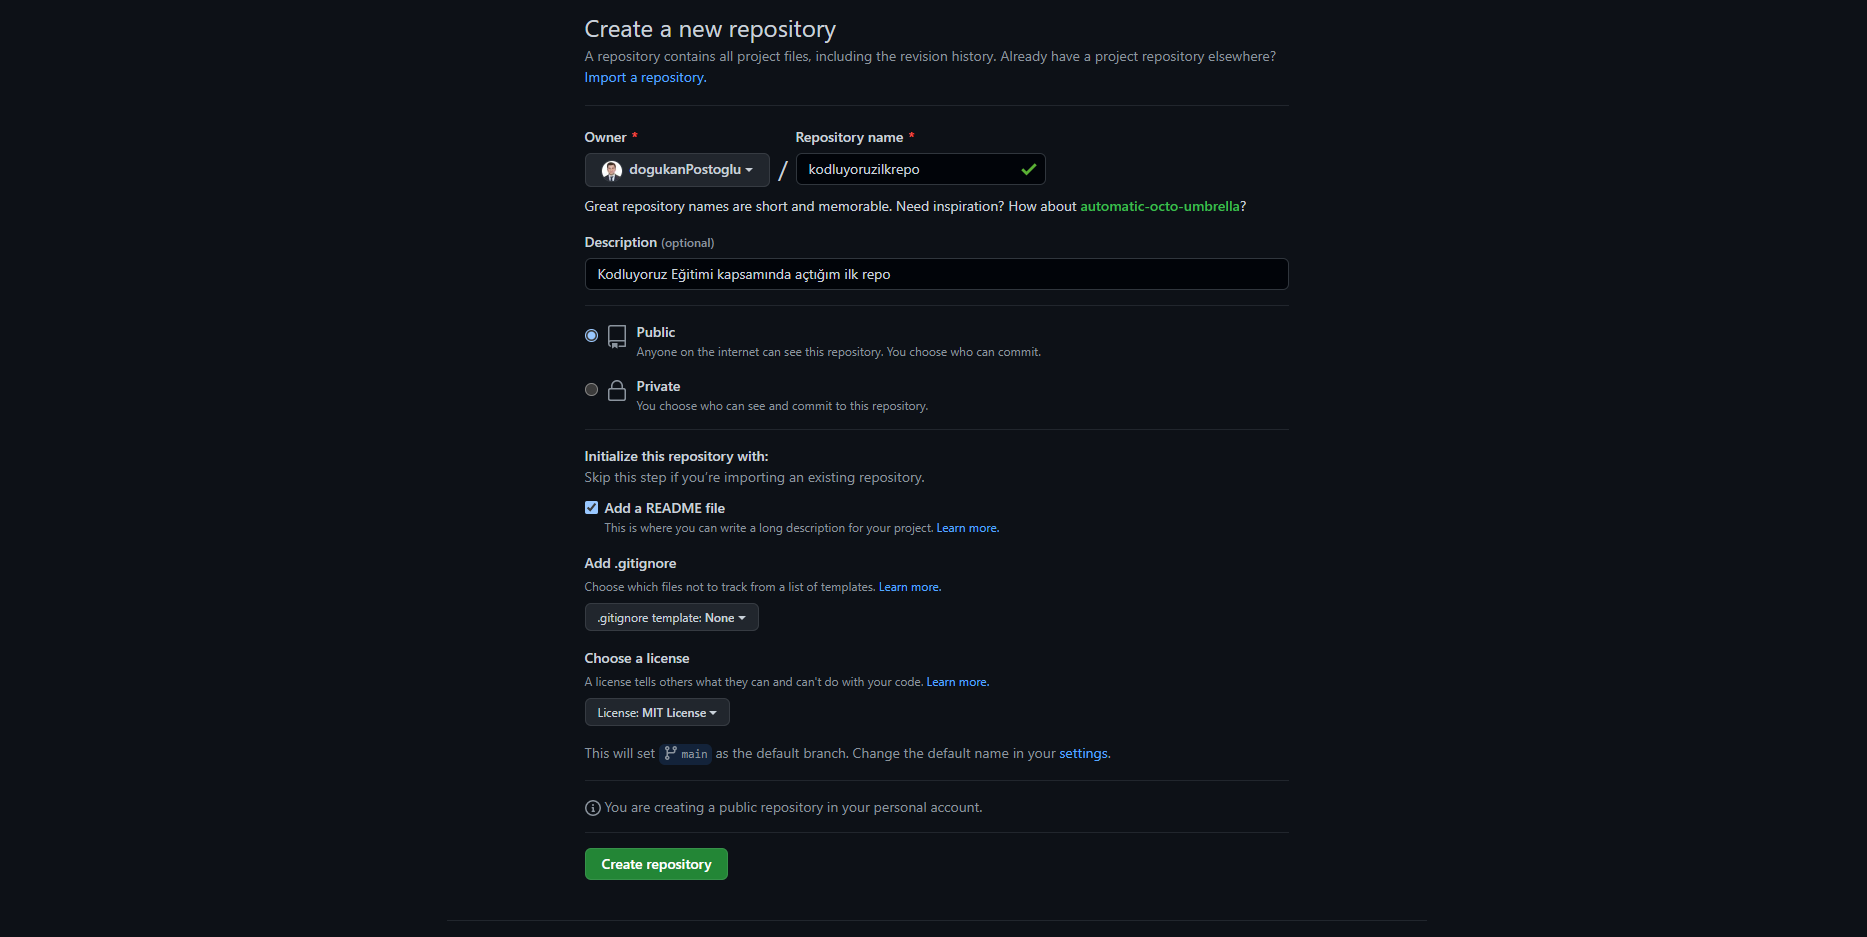 Create a new repository
A repository contains all project files, including the revision history. Already have a project repository elsewhere?
Import a repository.
Owner * Repository name *
dogukanPostoglu / kodluyoruzilkrepo
Great repository names are short and memorable. Need inspiration? How about automatic-octo-umbrella?
Description (optional)
Kodluyoruz Eğitimi kapsamında açtığım ilk repo
Public
Anyone on the internet can see this repository. You choose who can commit.
Private
You choose who can see and commit to this repository.
Initialize this repository with:
Skip this step if you're importing an existing repository.
Add a README file
This is where you can write a long description for your project. Learn more.
Add .gitignore
Choose which files not to track from a list of templates. Learn more.
.gitignore template: None
Choose a license
A license tells others what they can and can't do with your code. Learn more.
License: MIT License
This will set main as the default branch. Change the default name in your settings.
You are creating a public repository in your personal account.
Create repository